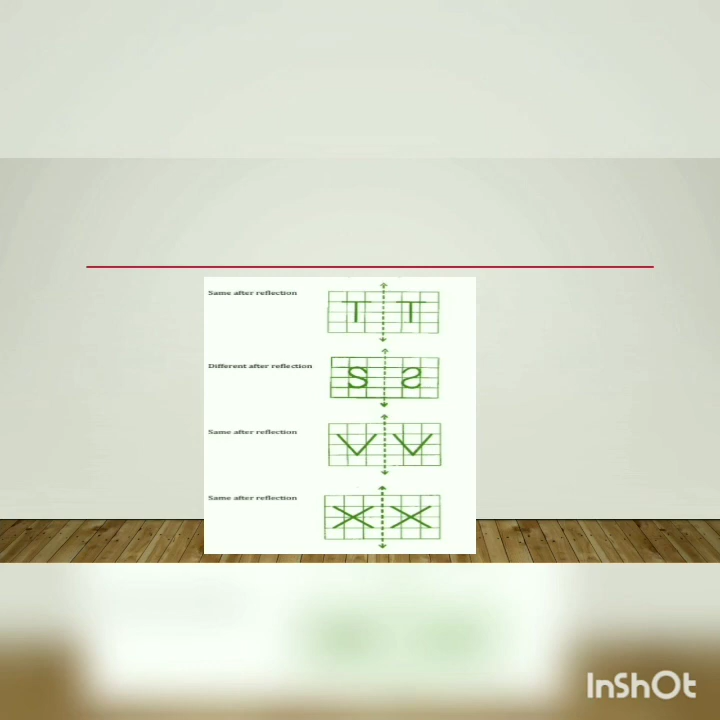 Same after reflection
T T
Different after reflection
S Ƨ
Same after reflection
V V
Same after reflection
X X
InShOt